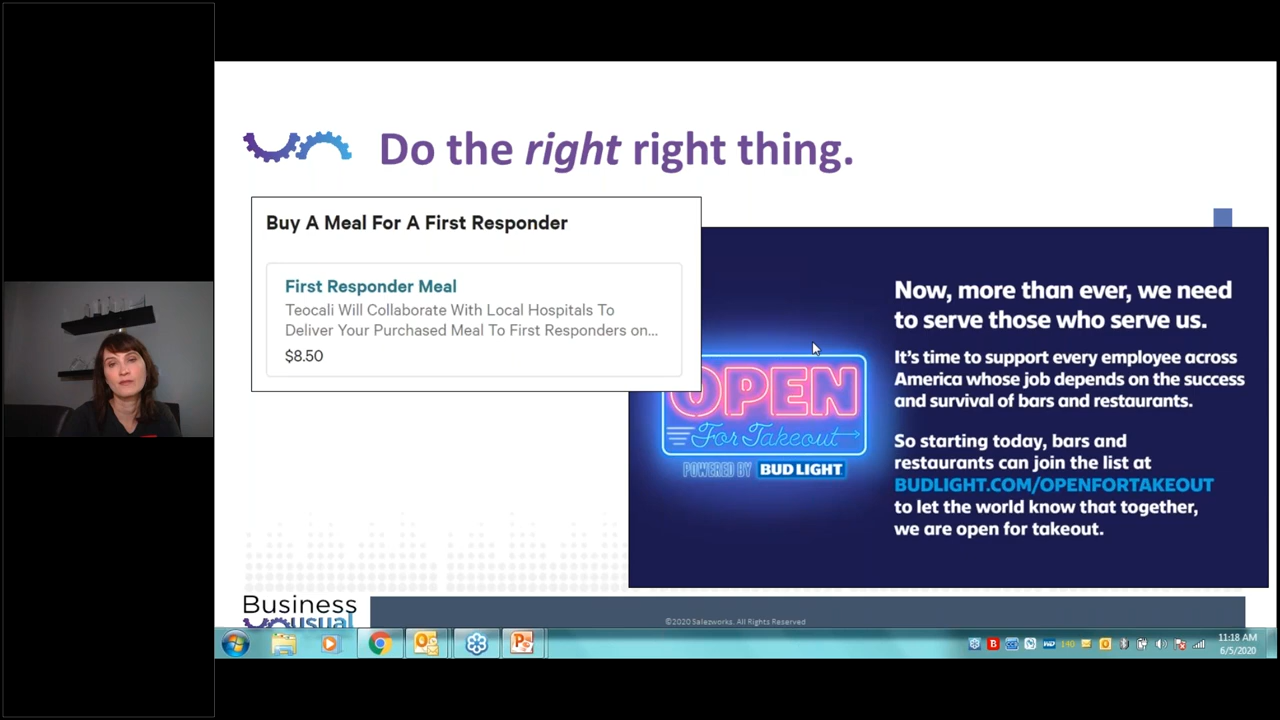 Do the right right thing.
Buy A Meal For A First Responder
First Responder Meal
Teocali Will Collaborate With Local Hospitals To
Deliver Your Purchased Meal To First Responders on...
$8.50
OPEN
For Takeout
POWERED BY BUD LIGHT
Now, more than ever, we need
to serve those who serve us.
It's time to support every employee across
America whose job depends on the success
and survival of bars and restaurants.
So starting today, bars and
restaurants can join the list at
BUDLIGHT.COM/OPENFORTAKEOUT
to let the world know that together,
we are open for takeout.
Business
usual
©2020 Salezworks. All Rights Reserved
140
11:18 AM
6/5/2020